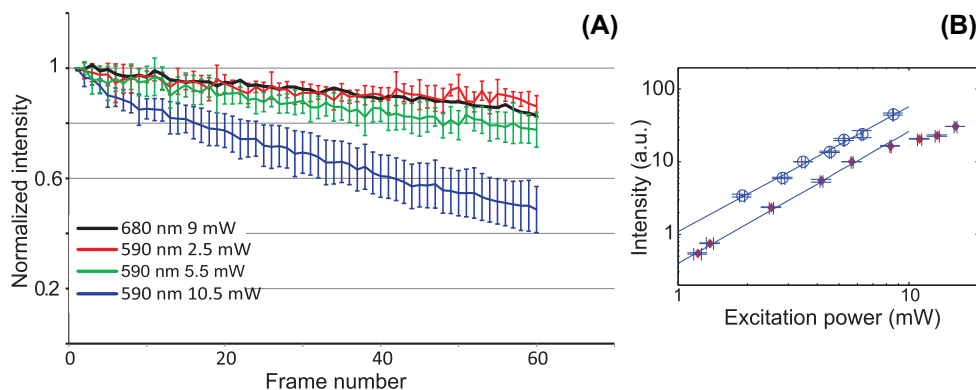 (A)
Normalized intensity
1
0.6
0.2
680 nm 9 mW
590 nm 2.5 mW
590 nm 5.5 mW
590 nm 10.5 mW
0
20
40
60
Frame number
(B)
Intensity (a.u.)
100
10
1
1
10
Excitation power (mW)